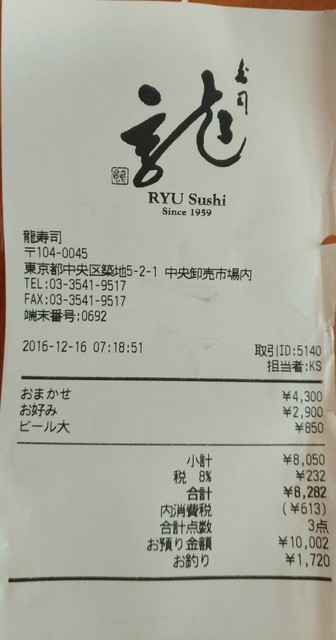 寿司
龍
RYU Sushi
Since 1959
龍寿司
〒104-0045
東京都中央区築地5-2-1 中央卸売市場内
TEL:03-3541-9517
FAX:03-3541-9517
端末番号:0692
2016-12-16 07:18:51 取引ID:5140
担当者:KS
おまかせ ¥4,300
お好み ¥2,900
ビール大 ¥850
小計 ¥8,050
税 8% ¥232
合計 ¥8,282
内消費税 (¥613)
合計点数 3点
お預り金額 ¥10,002
お釣り ¥1,720